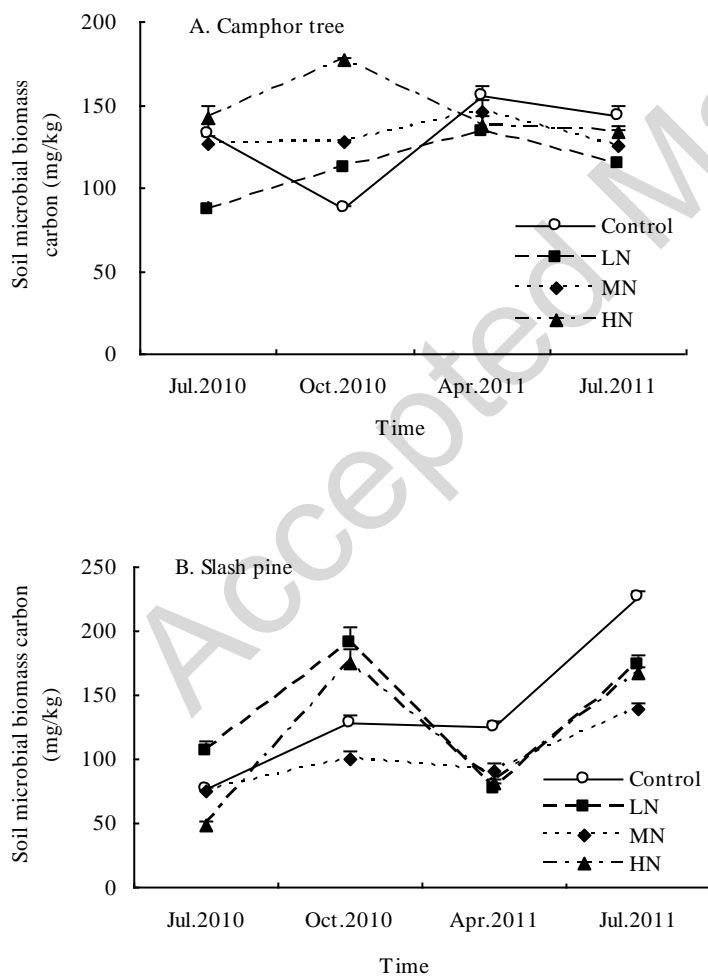 A. Camphor tree
Soil microbial biomass
carbon (mg/kg)
200
150
100
50
0
Control
LN
MN
HN
Jul.2010 Oct.2010 Apr.2011 Jul.2011
Time
Accepted Ma
B. Slash pine
Soil microbial biomass carbon
(mg/kg)
250
200
150
100
50
0
Control
LN
MN
HN
Jul.2010 Oct.2010 Apr.2011 Jul.2011
Time